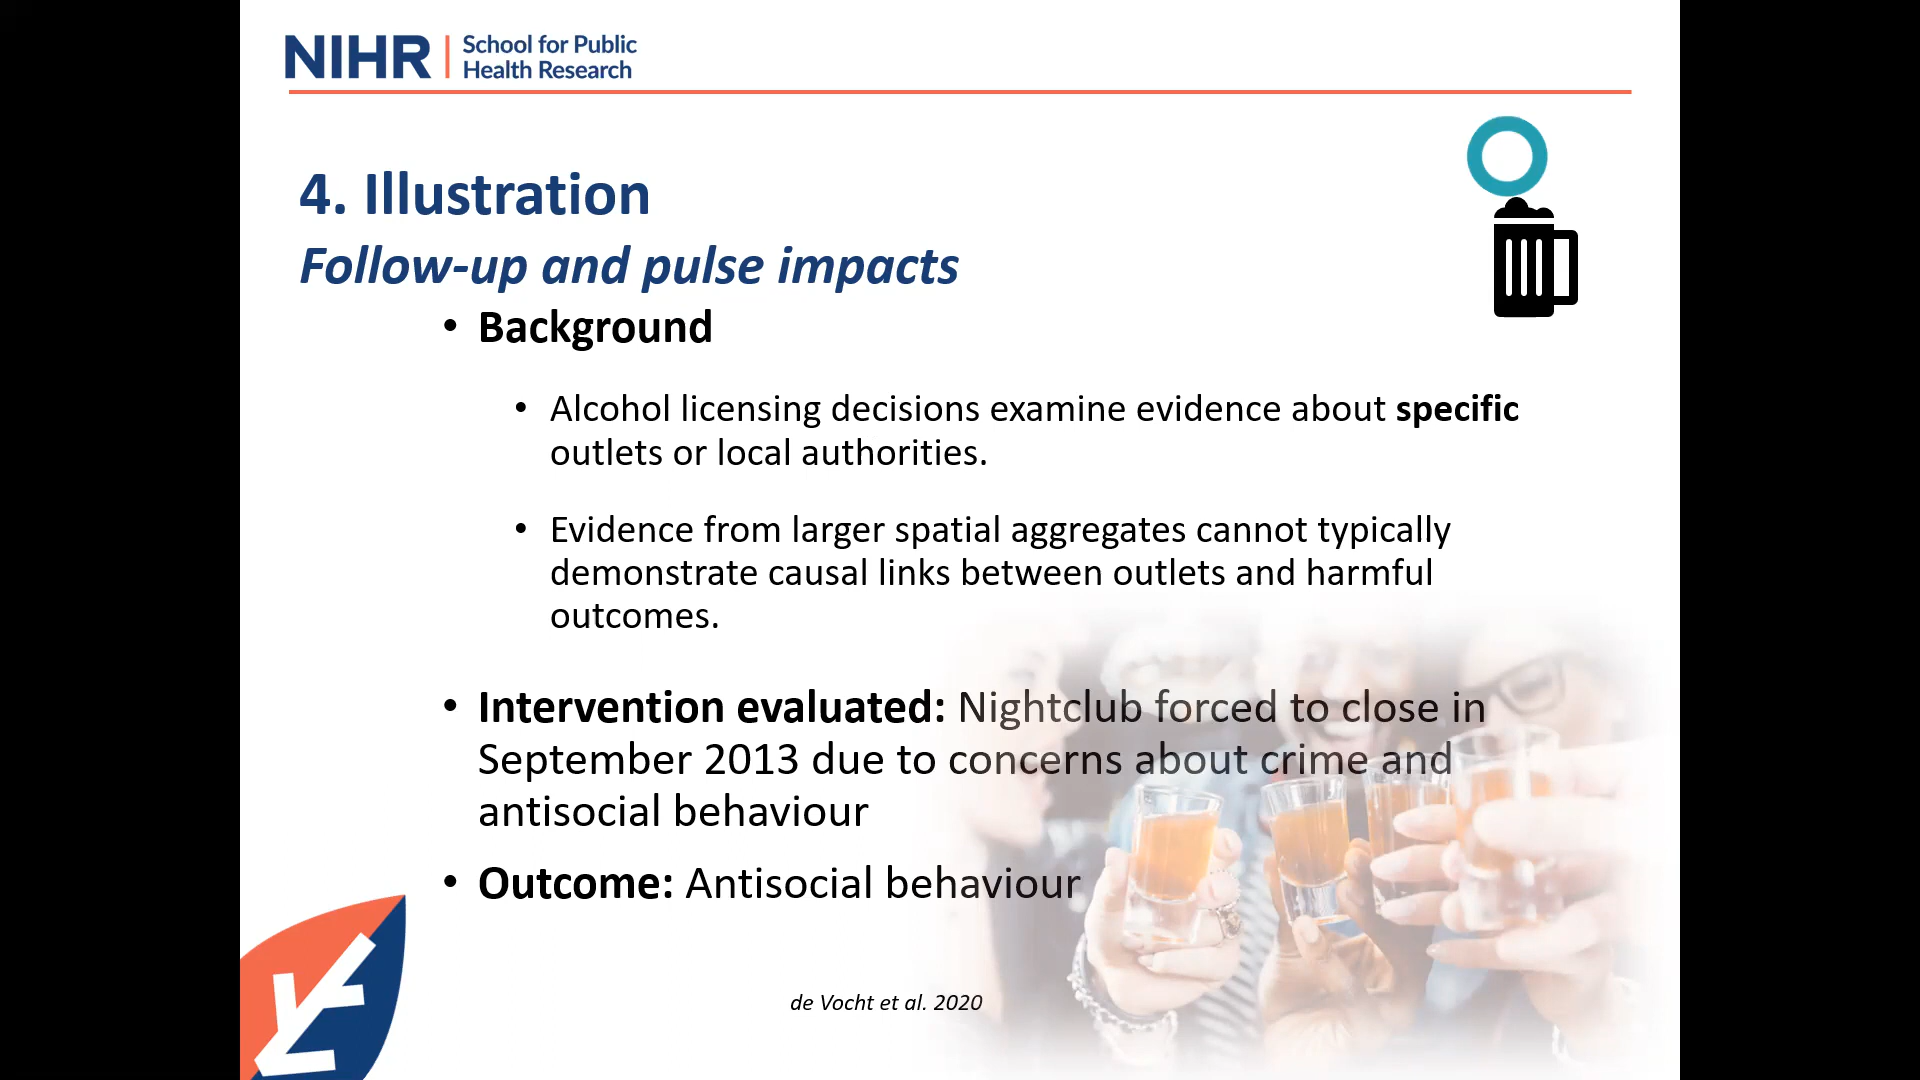 NIHR | School for Public
Health Research
4. Illustration
Follow-up and pulse impacts
• Background
• Alcohol licensing decisions examine evidence about specific
outlets or local authorities.
• Evidence from larger spatial aggregates cannot typically
demonstrate causal links between outlets and harmful
outcomes.
• Intervention evaluated: Nightclub forced to close in
September 2013 due to concerns about crime and
antisocial behaviour
• Outcome: Antisocial behaviour
de Vocht et al. 2020